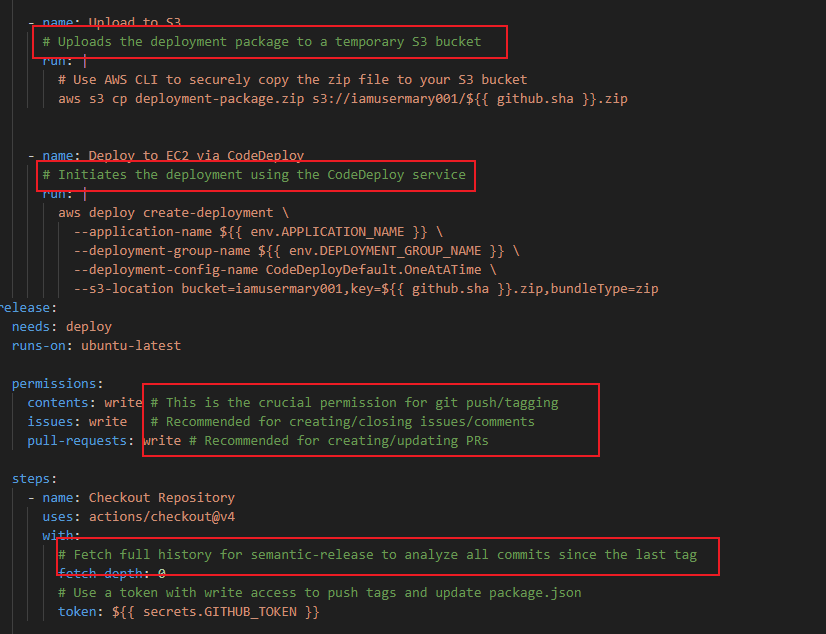 - name: Upload to S3
# Uploads the deployment package to a temporary S3 bucket
run: |
# Use AWS CLI to securely copy the zip file to your S3 bucket
aws s3 cp deployment-package.zip s3://iamusermary001/${{ github.sha }}.zip
- name: Deploy to EC2 via CodeDeploy
# Initiates the deployment using the CodeDeploy service
run: |
aws deploy create-deployment \
--application-name ${{ env.APPLICATION_NAME }} \
--deployment-group-name ${{ env.DEPLOYMENT_GROUP_NAME }} \
--deployment-config-name CodeDeployDefault.OneAtATime \
--s3-location bucket=iamusermary001,key=${{ github.sha }}.zip,bundleType=zip
release:
needs: deploy
runs-on: ubuntu-latest
permissions:
contents: write # This is the crucial permission for git push/tagging
issues: write # Recommended for creating/closing issues/comments
pull-requests: write # Recommended for creating/updating PRs
steps:
- name: Checkout Repository
uses: actions/checkout@v4
with:
# Fetch full history for semantic-release to analyze all commits since the last tag
fetch-depth: 0
# Use a token with write access to push tags and update package.json
token: ${{ secrets.GITHUB_TOKEN }}